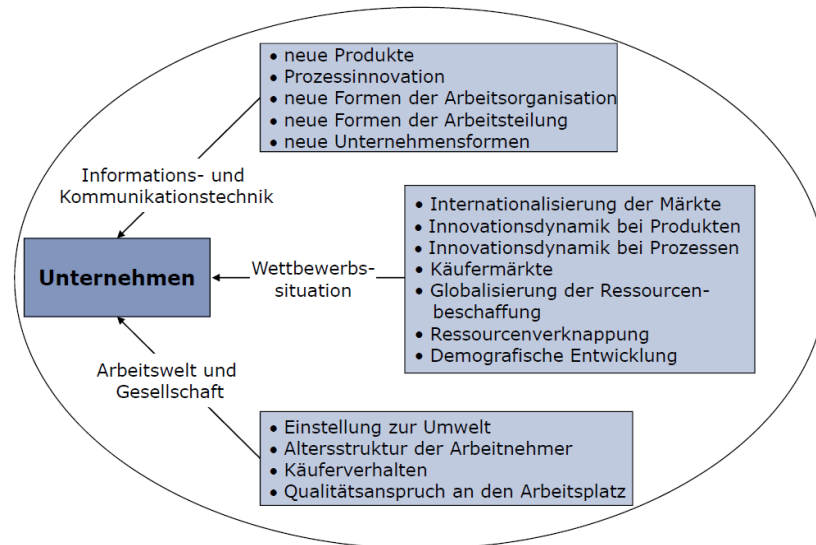 • neue Produkte
• Prozessinnovation
• neue Formen der Arbeitsorganisation
• neue Formen der Arbeitsteilung
• neue Unternehmensformen
Informations- und
Kommunikationstechnik
• Internationalisierung der Märkte
• Innovationsdynamik bei Produkten
• Innovationsdynamik bei Prozessen
• Käufermärkte
• Globalisierung der Ressourcen-
beschaffung
• Ressourcenverknappung
• Demografische Entwicklung
Unternehmen
Wettbewerbs-
situation
Arbeitswelt und
Gesellschaft
• Einstellung zur Umwelt
• Altersstruktur der Arbeitnehmer
• Käuferverhalten
• Qualitätsanspruch an den Arbeitsplatz